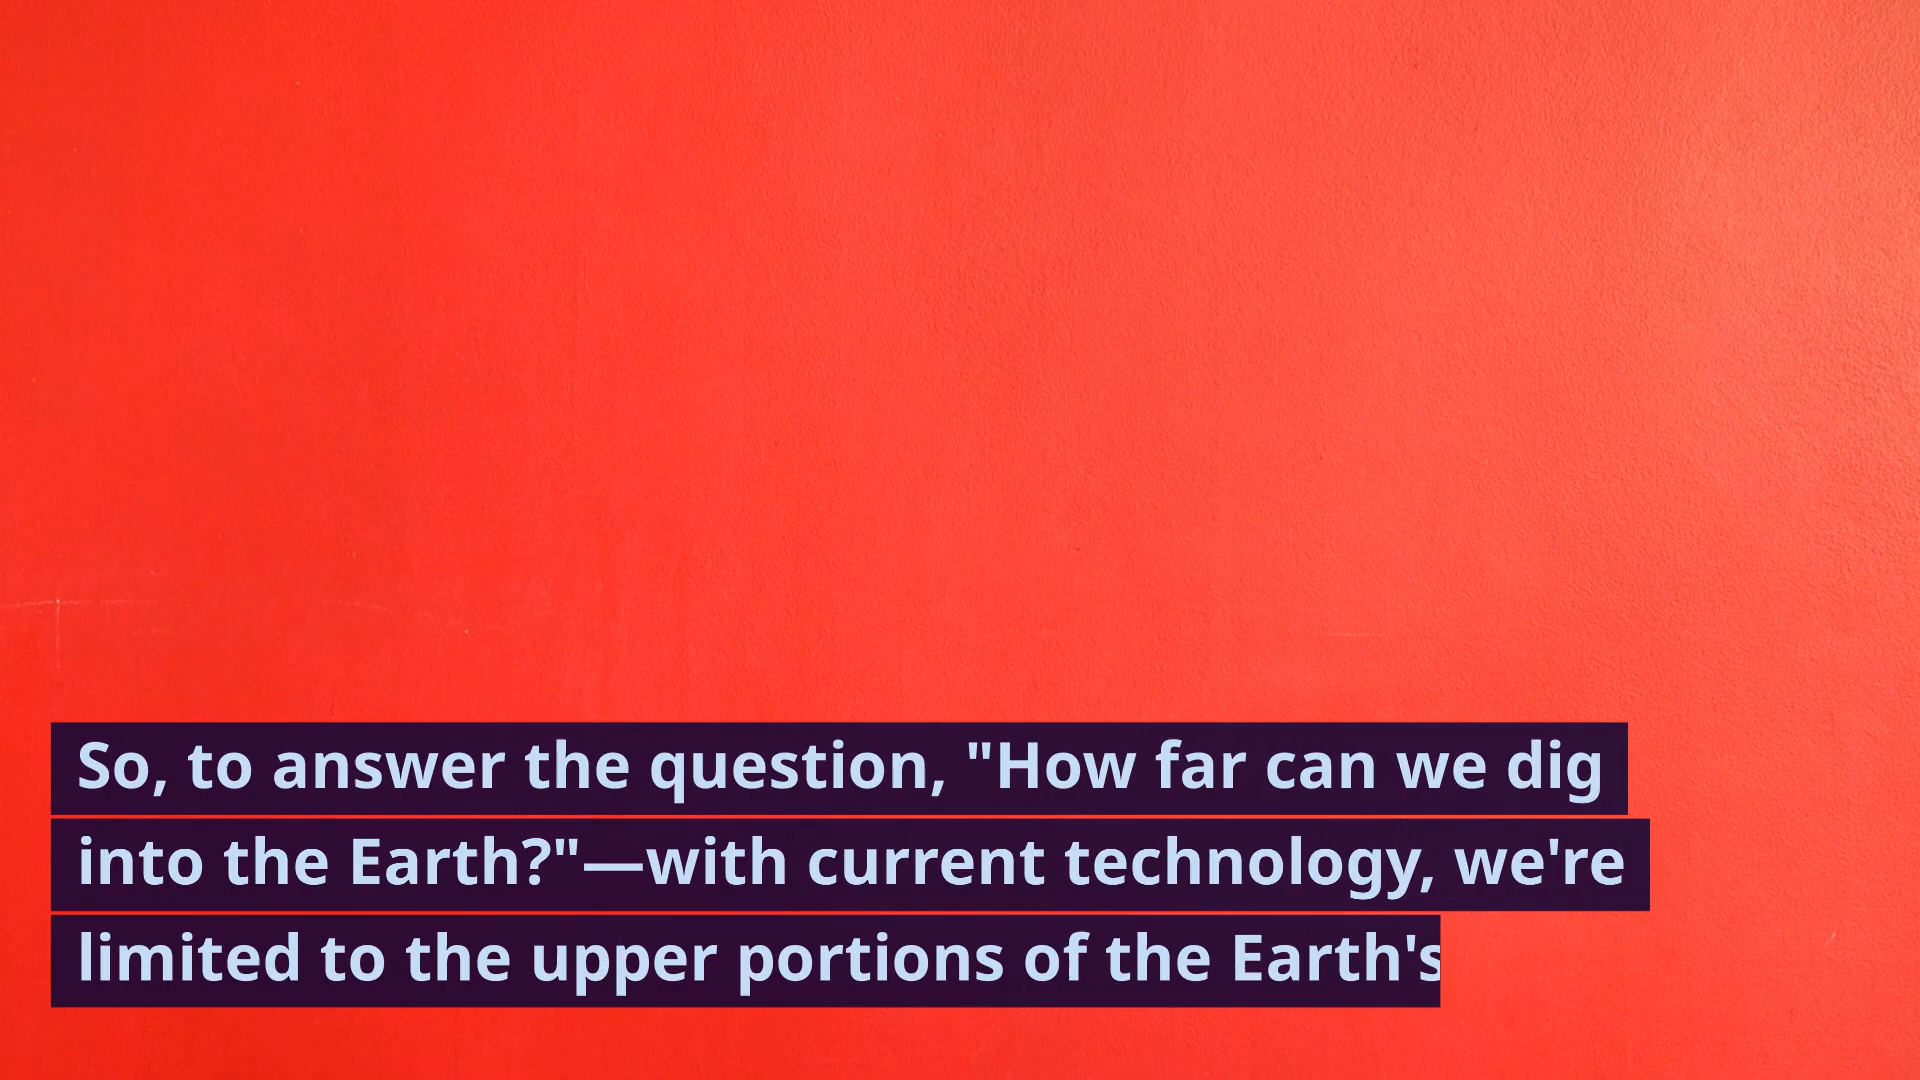 So, to answer the question, "How far can we dig
into the Earth?"—with current technology, we're
limited to the upper portions of the Earth's